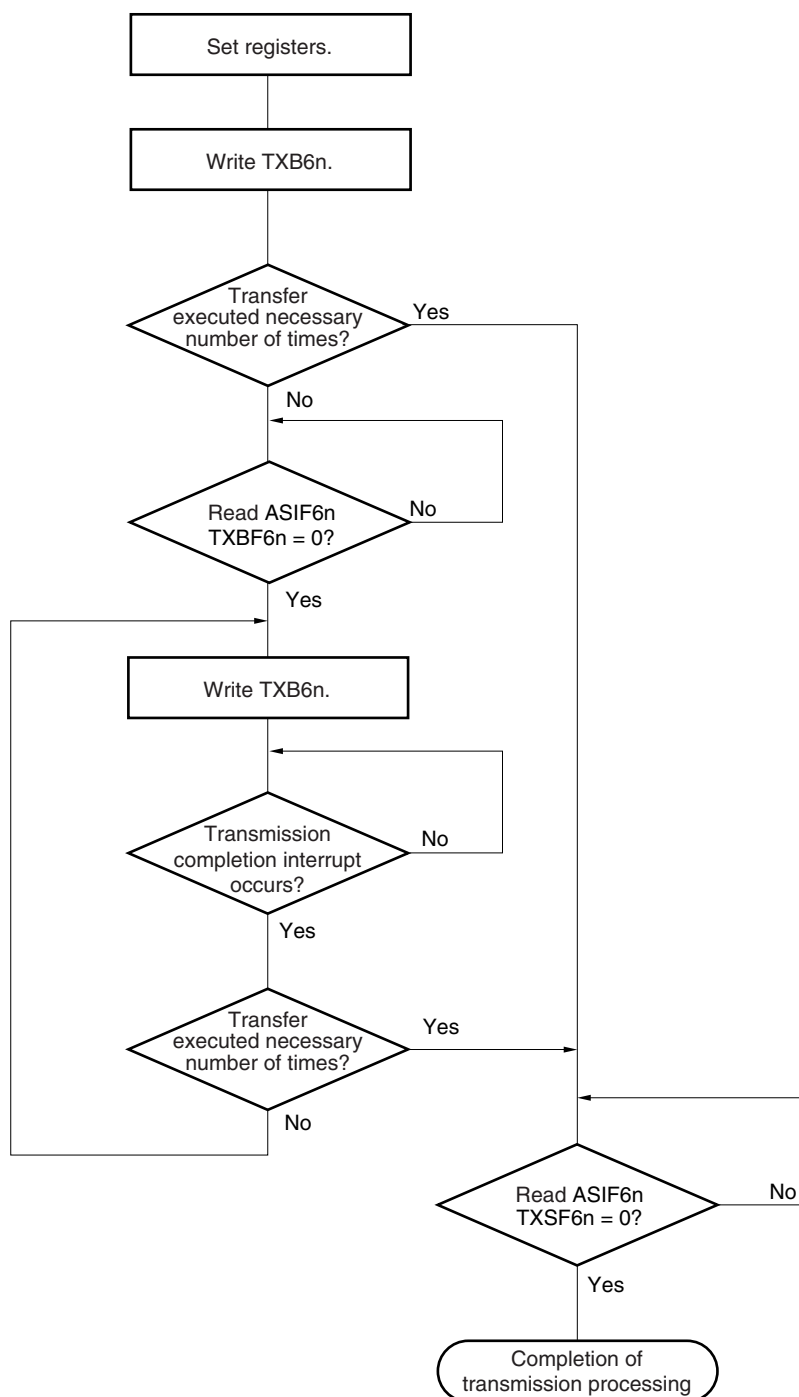 Set registers.
Write TXB6n.
Transfer
executed necessary
number of times?
Yes
No
Read ASIF6n
TXBF6n = 0?
No
Yes
Write TXB6n.
Transmission
completion interrupt
occurs?
No
Yes
Transfer
executed necessary
number of times?
Yes
No
Read ASIF6n
TXSF6n = 0?
No
Yes
Completion of
transmission processing